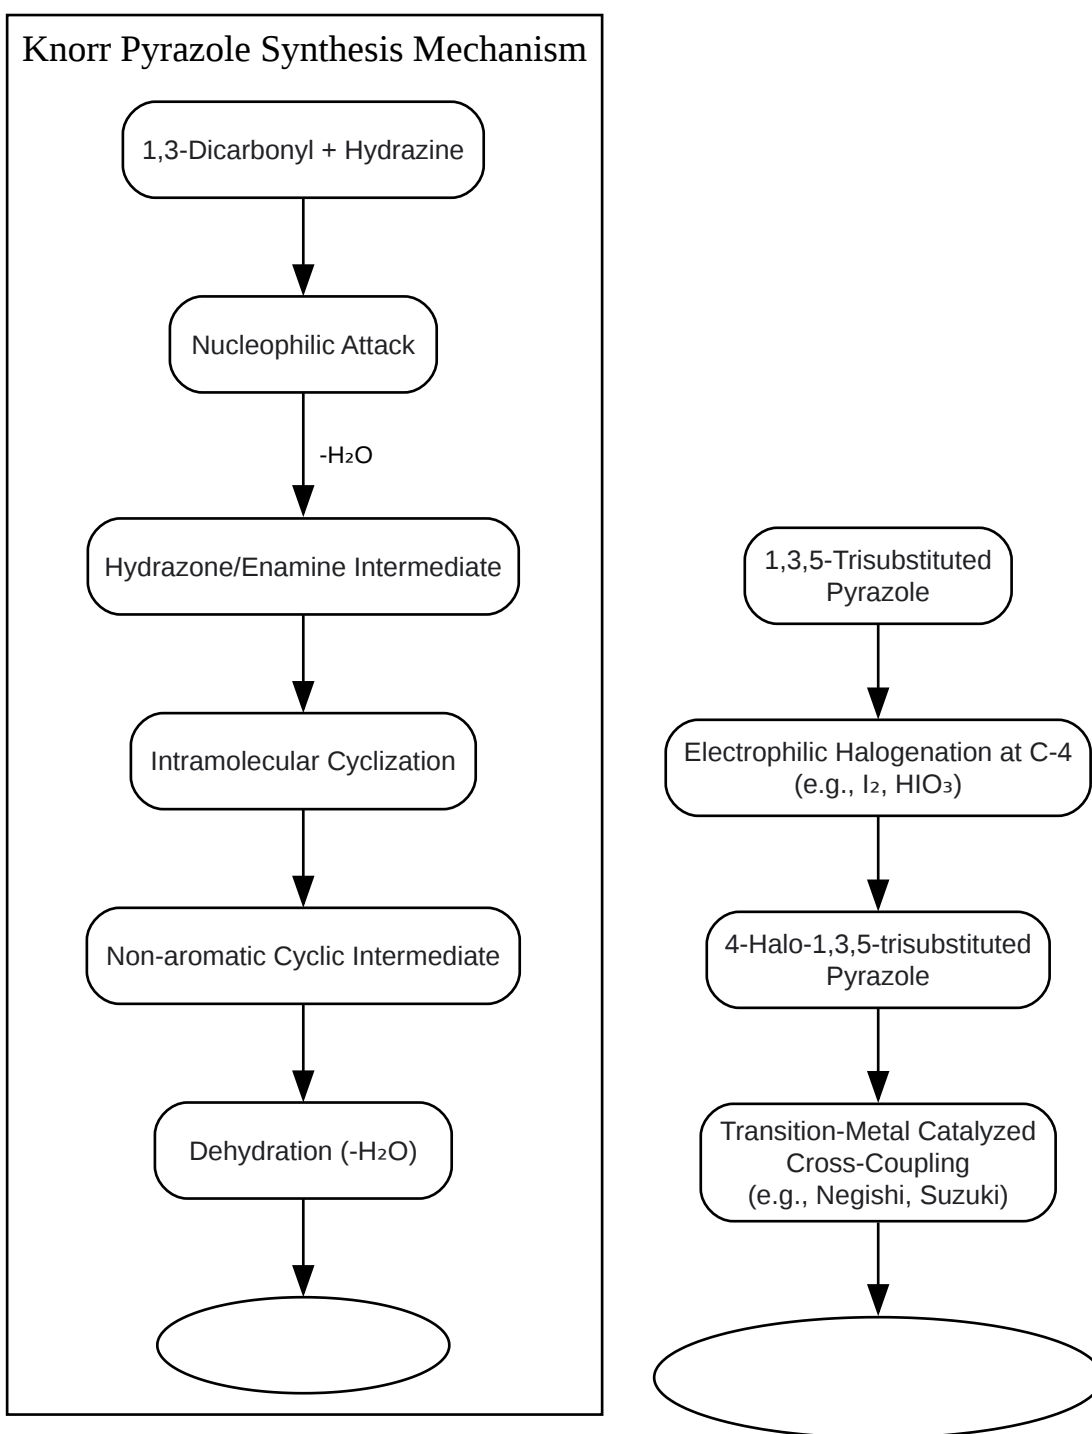 Knorr Pyrazole Synthesis Mechanism
1,3-Dicarbonyl + Hydrazine
Nucleophilic Attack
-H₂O
Hydrazone/Enamine Intermediate
Intramolecular Cyclization
Non-aromatic Cyclic Intermediate
Dehydration (-H₂O)
1,3,5-Trisubstituted
Pyrazole
Electrophilic Halogenation at C-4
(e.g., I₂, HIO₃)
4-Halo-1,3,5-trisubstituted
Pyrazole
Transition-Metal Catalyzed
Cross-Coupling
(e.g., Negishi, Suzuki)